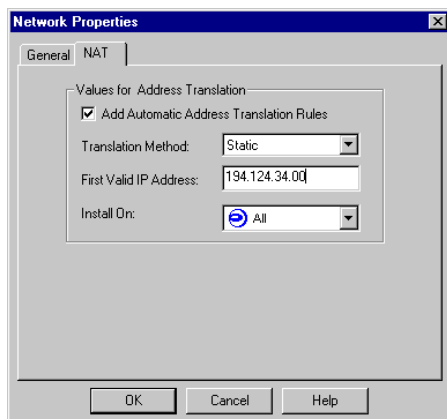 Network Properties
General NAT
Values for Address Translation
Add Automatic Address Translation Rules
Translation Method: Static
First Valid IP Address: 194.124.34.00
Install On: All
OK Cancel Help